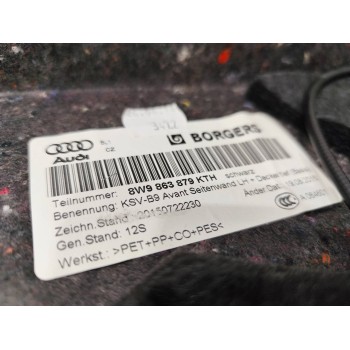 Audi
BORGERS
Teilnummer: 8W9 863 879 KTH schwarz
Benennung: KSV-B9 Avant Seitenwand LH +
Zeichn.Stand: >20150722230
Gen.Stand: 12S
Werkst.: >PET+PP+CO+PES<